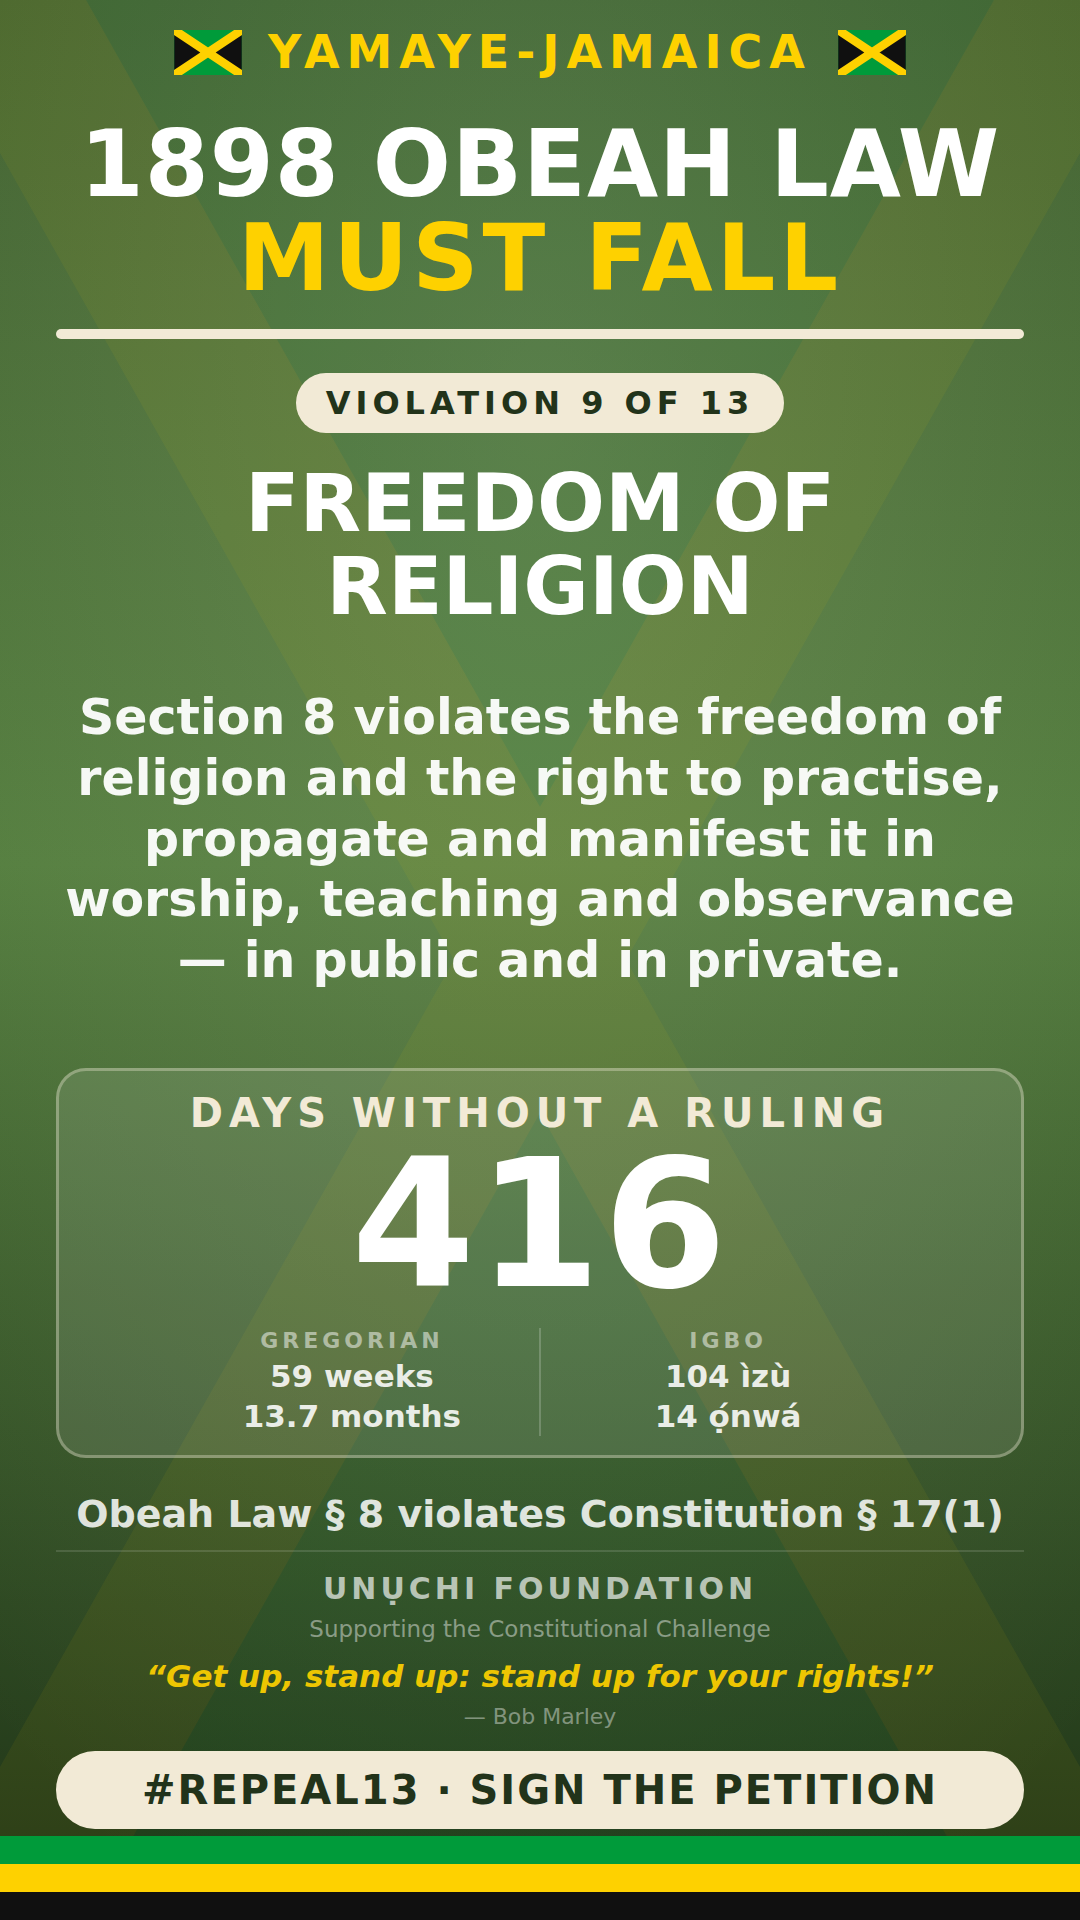 YAMAYE-JAMAICA
1898 OBEAH LAW
MUST FALL
VIOLATION 9 OF 13
FREEDOM OF
RELIGION
Section 8 violates the freedom of
religion and the right to practise,
propagate and manifest it in
worship, teaching and observance
— in public and in private.
DAYS WITHOUT A RULING
416
GREGORIAN
59 weeks
13.7 months
IGBO
104 ìzù
14 ọ́nwá
Obeah Law § 8 violates Constitution § 17(1)
UNỤCHI FOUNDATION
Supporting the Constitutional Challenge
“Get up, stand up: stand up for your rights!”
— Bob Marley
#REPEAL13 · SIGN THE PETITION